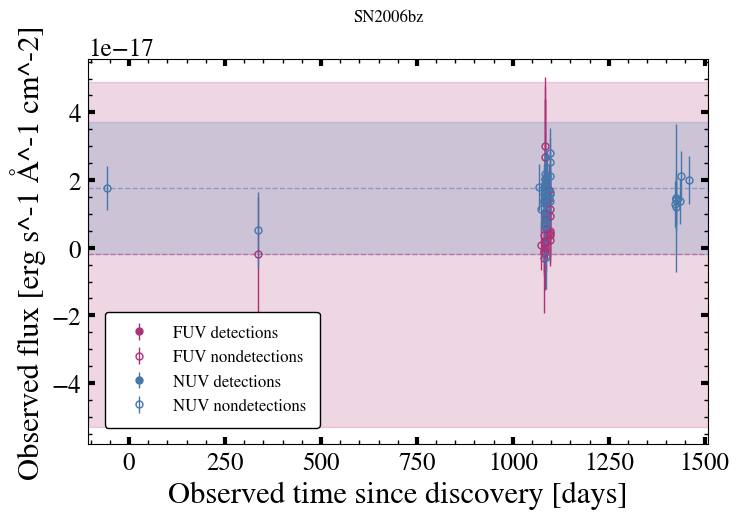 SN2006bz
1e−17
Observed flux [erg s^-1 Å^-1 cm^-2]
4
2
0
−2
−4
FUV detections
FUV nondetections
NUV detections
NUV nondetections
0 250 500 750 1000 1250 1500
Observed time since discovery [days]